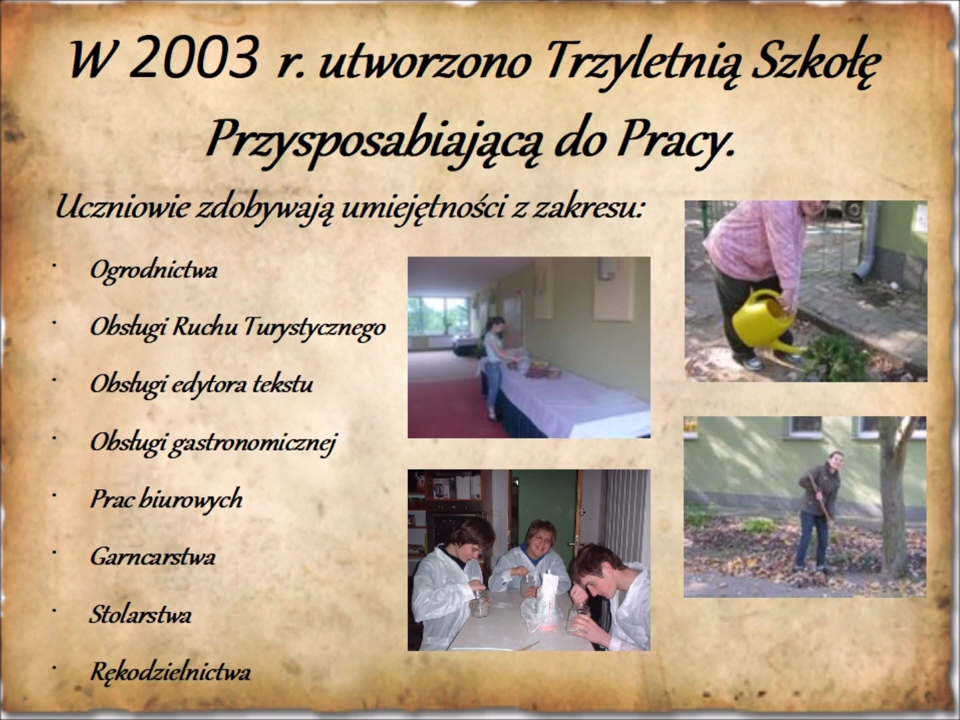 W 2003 r. utworzono Trzyletnią Szkołę
Przysposabiającą do Pracy.
Uczniowie zdobywają umiejętności z zakresu:
· Ogrodnictwa
· Obsługi Ruchu Turystycznego
· Obsługi edytora tekstu
· Obsługi gastronomicznej
· Prac biurowych
· Garncarstwa
· Stolarstwa
· Rękodzielnictwa